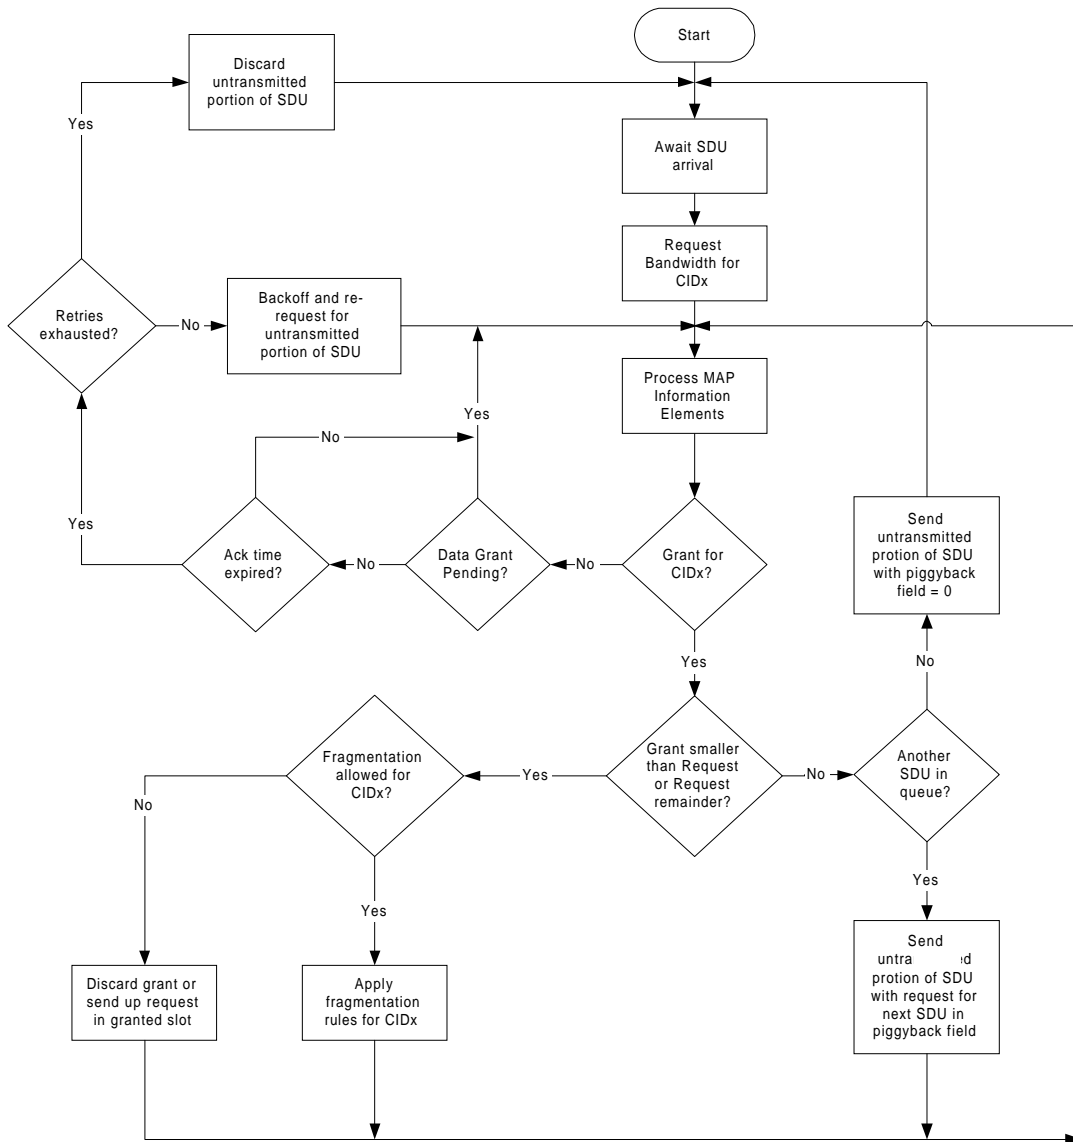 Start
Discard
untransmitted
portion of SDU
Yes
Await SDU
arrival
Request
Bandwidth for
CIDx
Retries
exhausted?
No
Backoff and re-
request for
untransmitted
portion of SDU
Process MAP
Information
Elements
Yes
No
Yes
Ack time
expired?
No
Data Grant
Pending?
No
Grant for
CIDx?
Send
untransmitted
protion of SDU
with piggyback
field = 0
Yes
No
Fragmentation
allowed for
CIDx?
Yes
Grant smaller
than Request
or Request
remainder?
No
Another
SDU in
queue?
No
Yes
Yes
Discard grant or
send up request
in granted slot
Apply
fragmentation
rules for CIDx
Send
protion of SDU
with request for
next SDU in
piggyback field